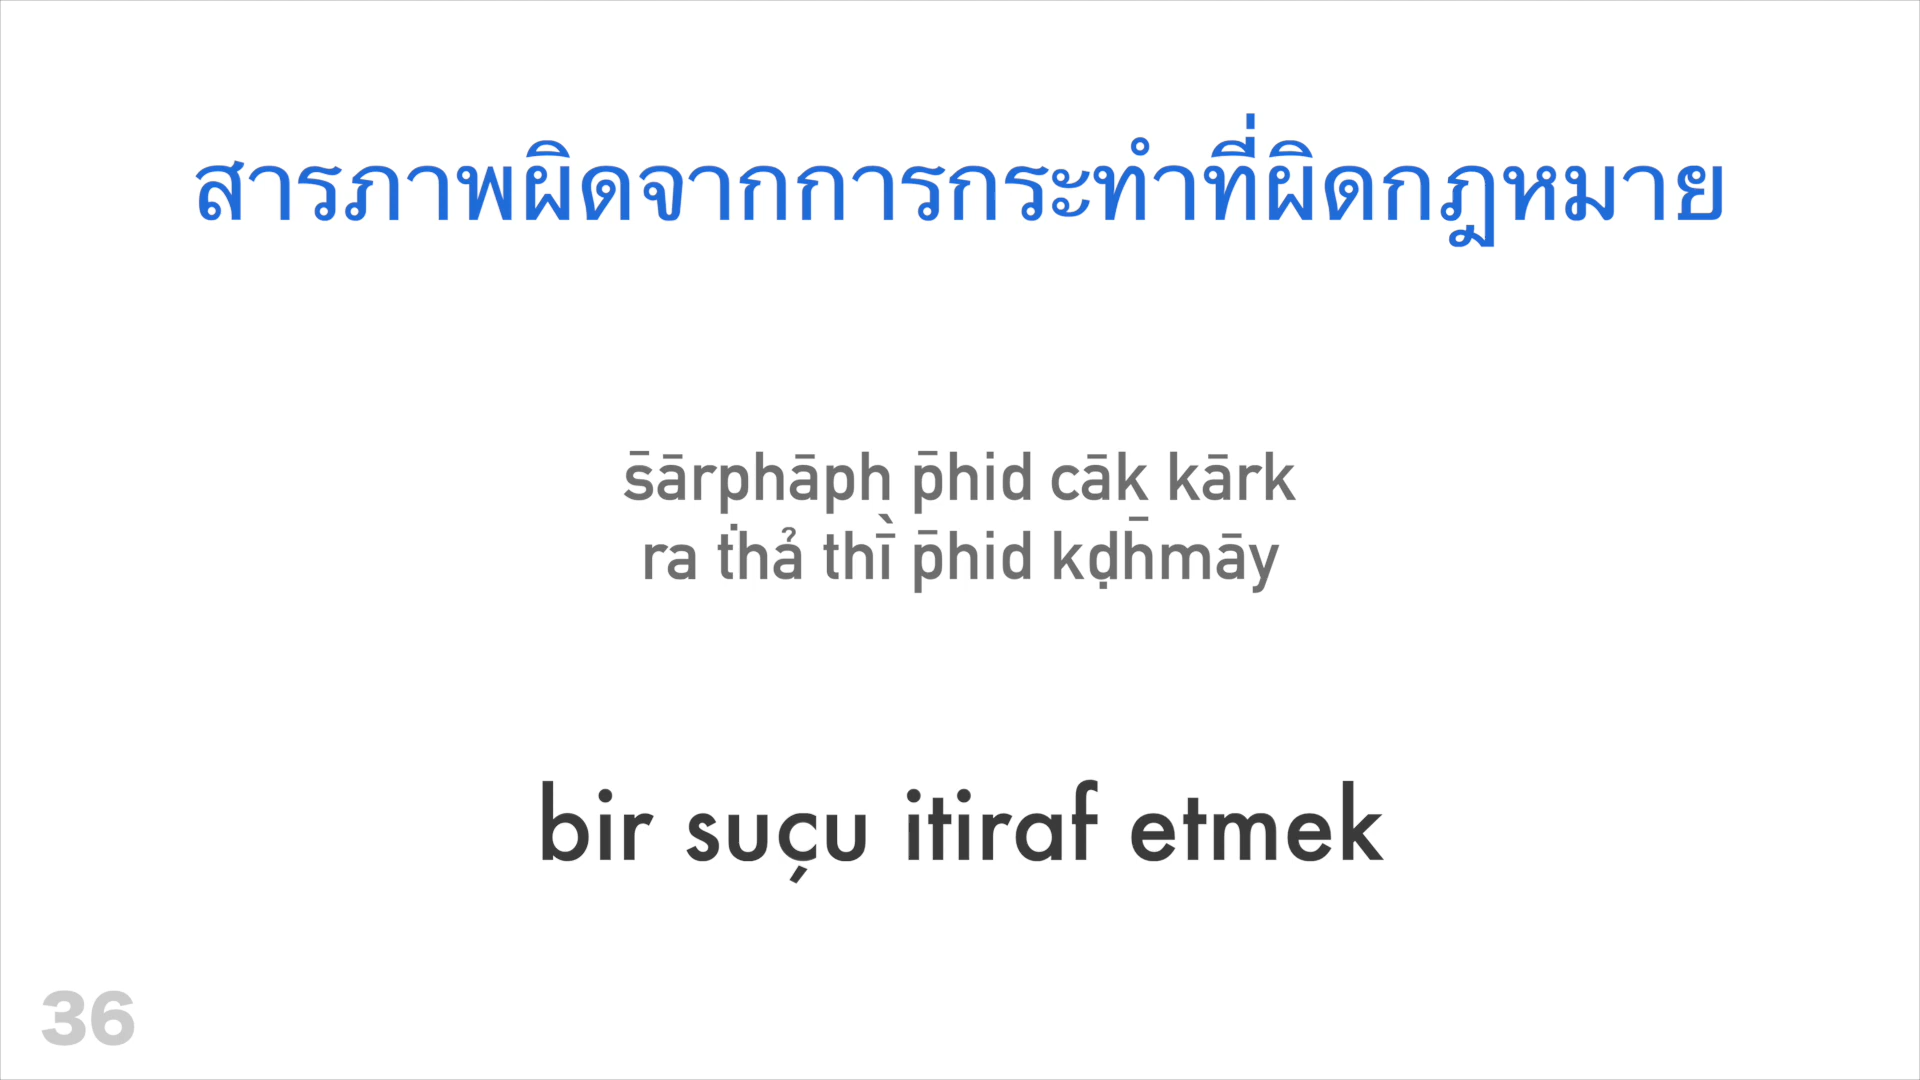 สารภาพผิดจากการกระทำที่ผิดกฎหมาย
s̄ārphāph p̄hid cāk kārk
ra thảthī̀ p̄hid kḍh̄māy
bir suçu itiraf etmek
36